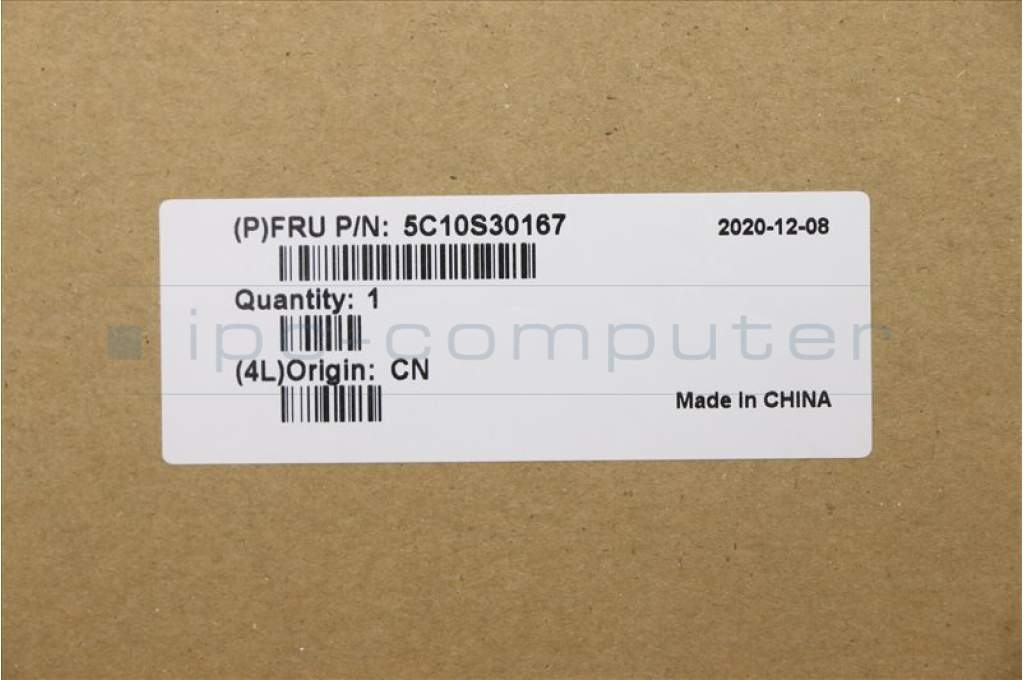 (P)FRU P/N: 5C10S30167
2020-12-08
Quantity: 1
ipc-computer
(4L)Origin: CN
Made In CHINA